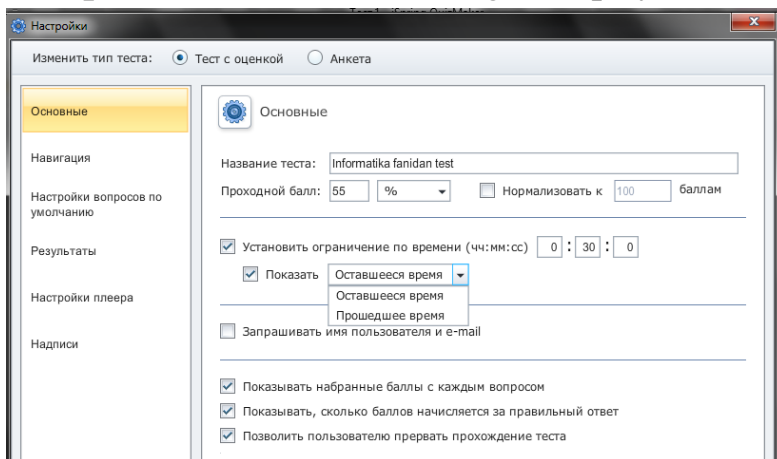 Настройки
Изменить тип теста: Тест с оценкой Анкета
Основные
Навигация
Настройки вопросов по
умолчанию
Результаты
Настройки плеера
Надписи
Основные
Название теста: Informatika fanidan test
Проходной балл: 55 % Нормализовать к 100 баллам
Установить ограничение по времени (чч:мм:сс) 0 : 30 : 0
Показать Оставшееся время
Оставшееся время
Прошедшее время
Запрашивать имя пользователя и e-mail
Показывать набранные баллы с каждым вопросом
Показывать, сколько баллов начисляется за правильный ответ
Позволить пользователю прервать прохождение теста